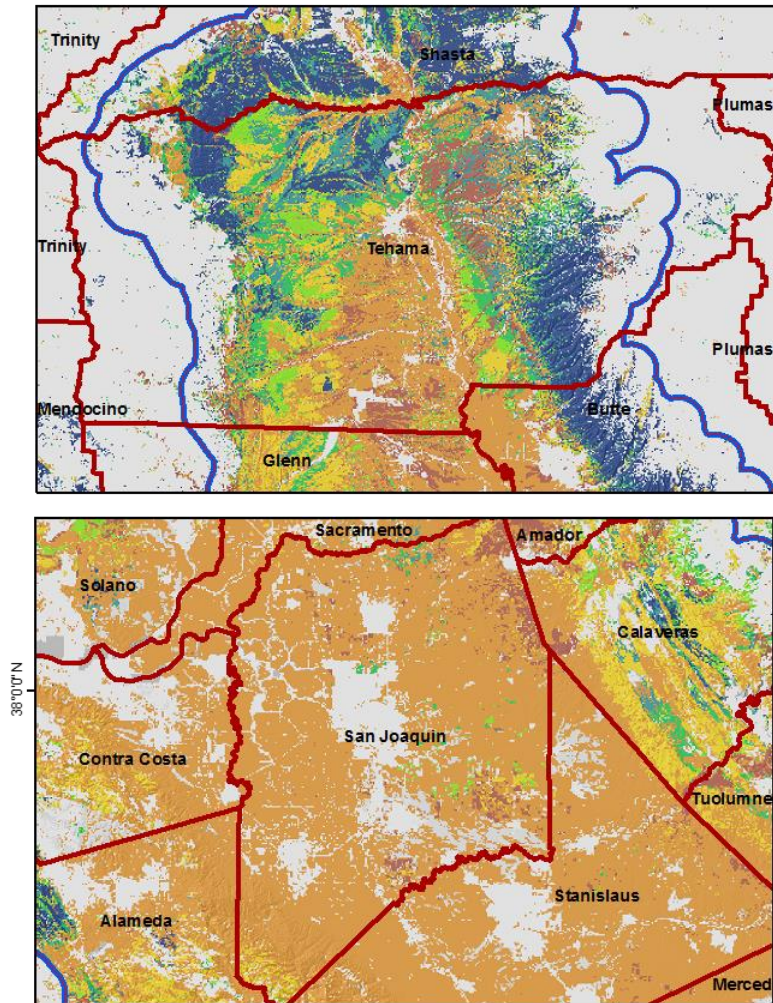 Trinity
Shasta
Plumas
Trinity
Tehama
Plumas
Mendocino
Butte
Glenn
Sacramento
Amador
Solano
Calaveras
38°0'0"N
San Joaquin
Contra Costa
Tuolumne
Stanislaus
Alameda
Merced